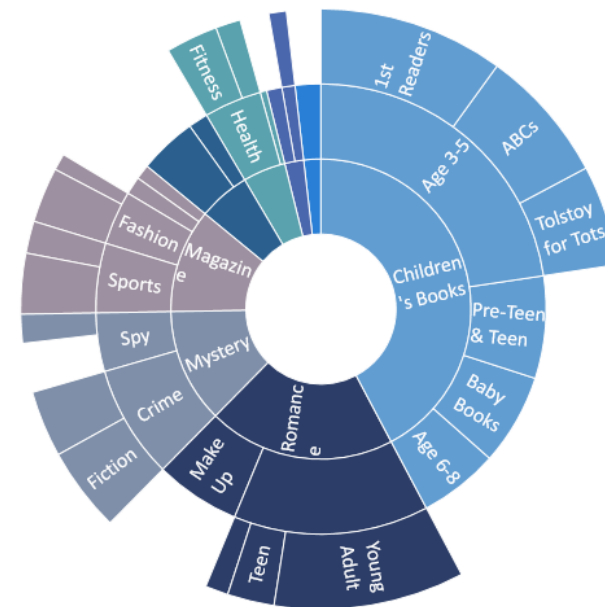 1st
Readers
ABCs
Tolstoy
for Tots
Age 3-5
Children
's Books
Pre-Teen
& Teen
Baby
Books
Age 6-8
Romanc
e
Make
Up
Young
Adult
Teen
Mystery
Crime
Fiction
Spy
Magazin
e
Sports
Fashion
Health
Fitness